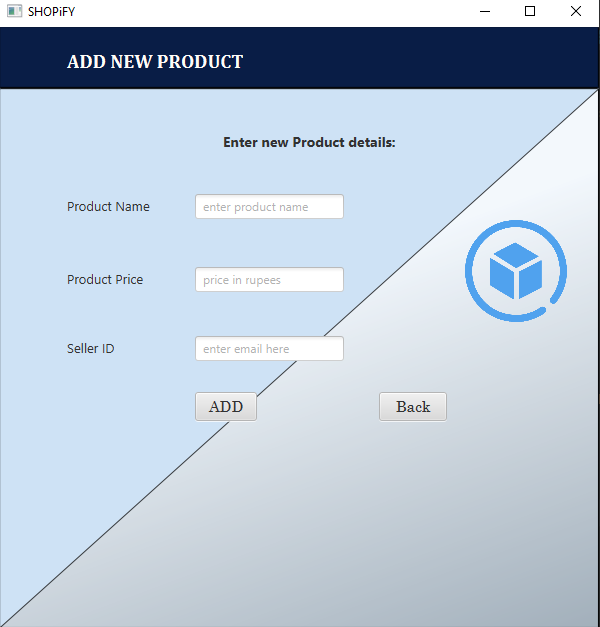 SHOPiFY
ADD NEW PRODUCT
Enter new Product details:
Product Name enter product name
Product Price price in rupees
Seller ID enter email here
ADD Back